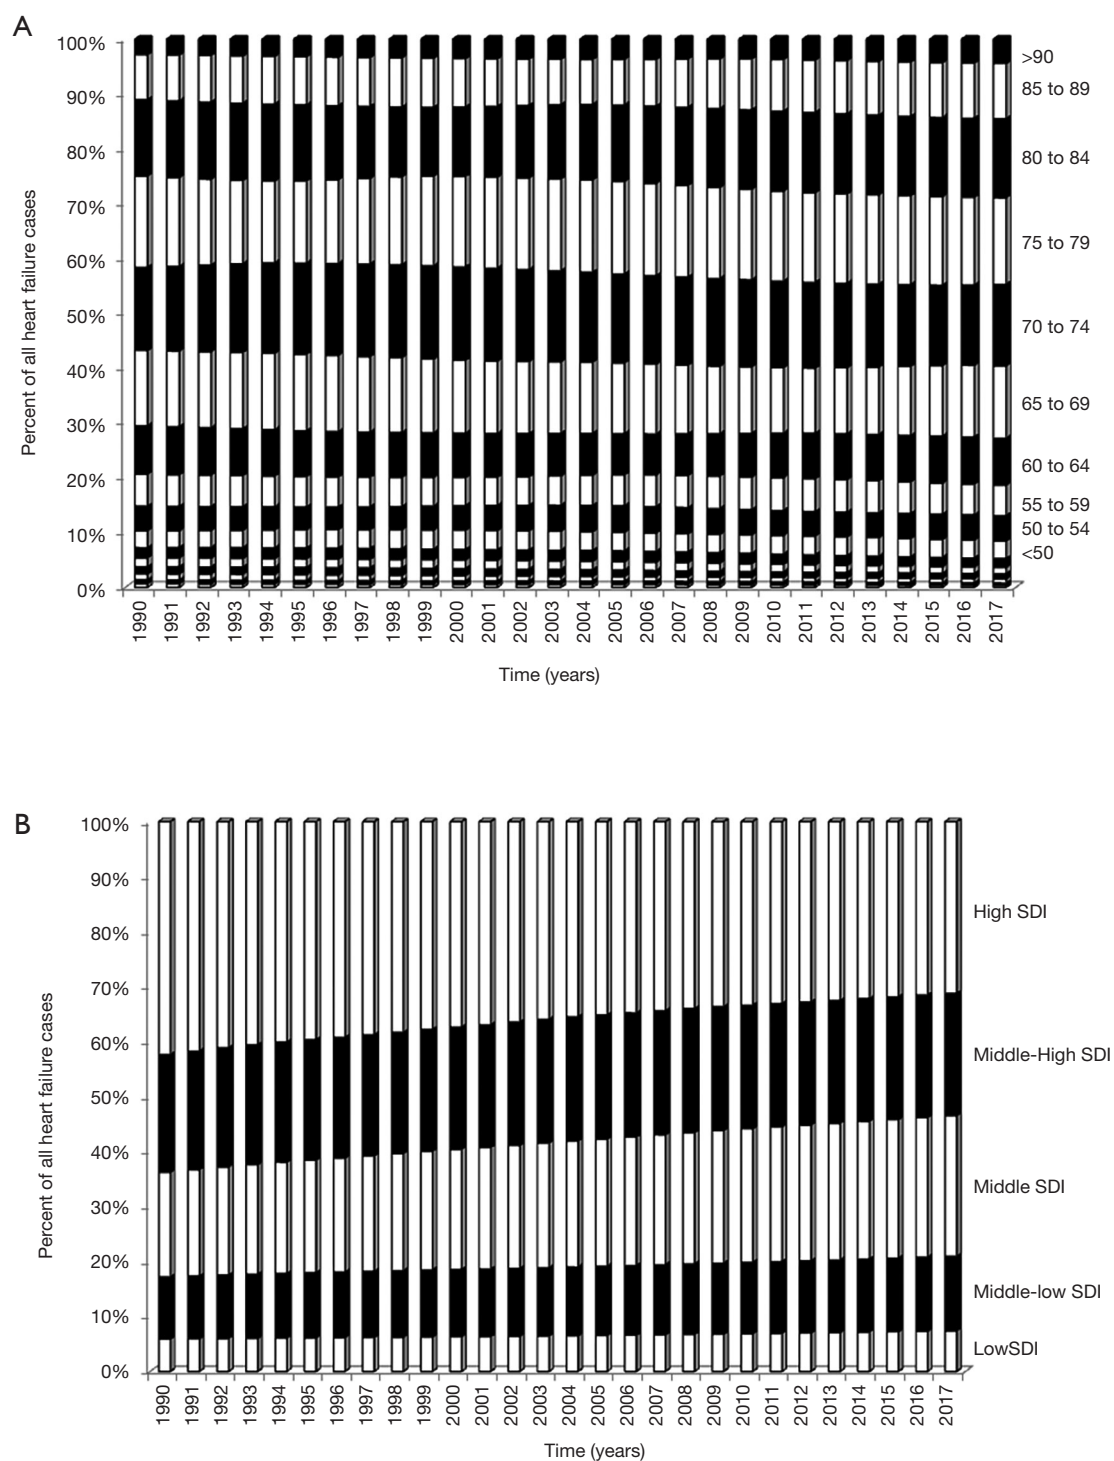 A
100%
90%
80%
70%
60%
50%
40%
30%
20%
10%
0%
Percent of all heart failure cases
>90
85 to 89
80 to 84
75 to 79
70 to 74
65 to 69
60 to 64
55 to 59
50 to 54
<50
1990 1991 1992 1993 1994 1995 1996 1997 1998 1999 2000 2001 2002 2003 2004 2005 2006 2007 2008 2009 2010 2011 2012 2013 2014 2015 2016 2017
Time (years)
B
100%
90%
80%
70%
60%
50%
40%
30%
20%
10%
0%
Percent of all heart failure cases
High SDI
Middle-High SDI
Middle SDI
Middle-low SDI
LowSDI
1990 1991 1992 1993 1994 1995 1996 1997 1998 1999 2000 2001 2002 2003 2004 2005 2006 2007 2008 2009 2010 2011 2012 2013 2014 2015 2016 2017
Time (years)